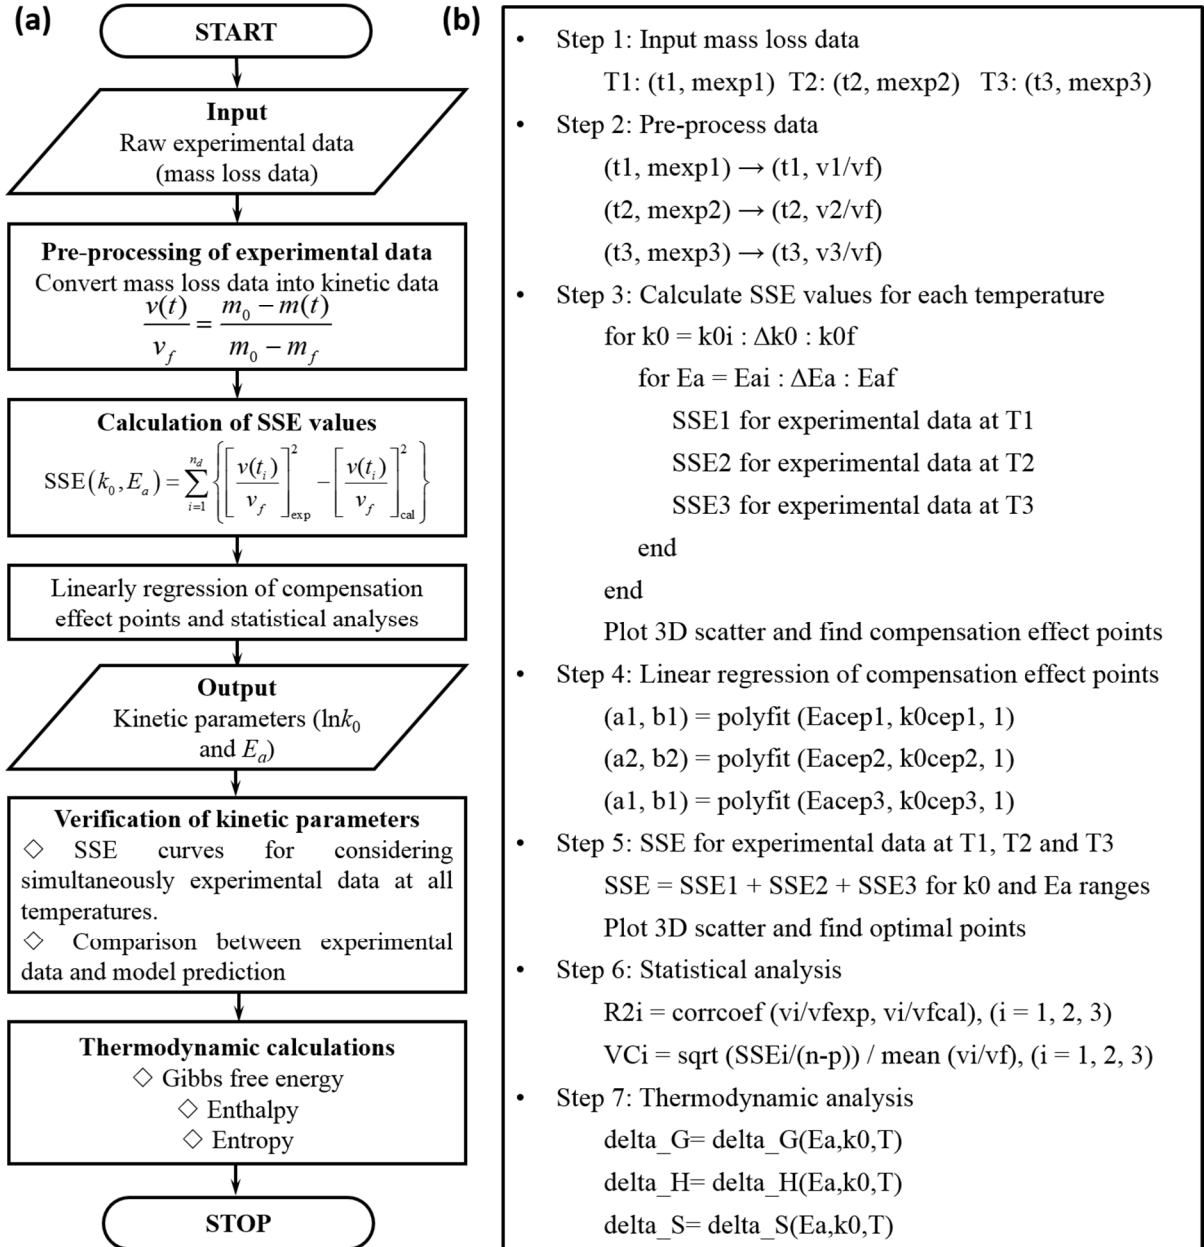 (a)
START
Input
Raw experimental data
(mass loss data)
Pre-processing of experimental data
Convert mass loss data into kinetic data
v(t)/v_f = (m_0 − m(t))/(m_0 − m_f)
Calculation of SSE values
SSE(k_0, E_a) = ∑_{i=1}^{n_d} {[v(t_i)/v_f]^2_exp − [v(t_i)/v_f]^2_cal}
Linearly regression of compensation
effect points and statistical analyses
Output
Kinetic parameters (lnk_0
and E_a)
Verification of kinetic parameters
◇ SSE curves for considering
simultaneously experimental data at all
temperatures.
◇ Comparison between experimental
data and model prediction
Thermodynamic calculations
◇ Gibbs free energy
◇ Enthalpy
◇ Entropy
STOP
(b)
• Step 1: Input mass loss data
T1: (t1, mexp1) T2: (t2, mexp2) T3: (t3, mexp3)
• Step 2: Pre-process data
(t1, mexp1) → (t1, v1/vf)
(t2, mexp2) → (t2, v2/vf)
(t3, mexp3) → (t3, v3/vf)
• Step 3: Calculate SSE values for each temperature
for k0 = k0i : Δk0 : k0f
for Ea = Eai : ΔEa : Eaf
SSE1 for experimental data at T1
SSE2 for experimental data at T2
SSE3 for experimental data at T3
end
end
Plot 3D scatter and find compensation effect points
• Step 4: Linear regression of compensation effect points
(a1, b1) = polyfit (Eacep1, k0cep1, 1)
(a2, b2) = polyfit (Eacep2, k0cep2, 1)
(a1, b1) = polyfit (Eacep3, k0cep3, 1)
• Step 5: SSE for experimental data at T1, T2 and T3
SSE = SSE1 + SSE2 + SSE3 for k0 and Ea ranges
Plot 3D scatter and find optimal points
• Step 6: Statistical analysis
R2i = corrcoef (vi/vfexp, vi/vfcal), (i = 1, 2, 3)
VCi = sqrt (SSEi/(n-p)) / mean (vi/vf), (i = 1, 2, 3)
• Step 7: Thermodynamic analysis
delta_G= delta_G(Ea,k0,T)
delta_H= delta_H(Ea,k0,T)
delta_S= delta_S(Ea,k0,T)